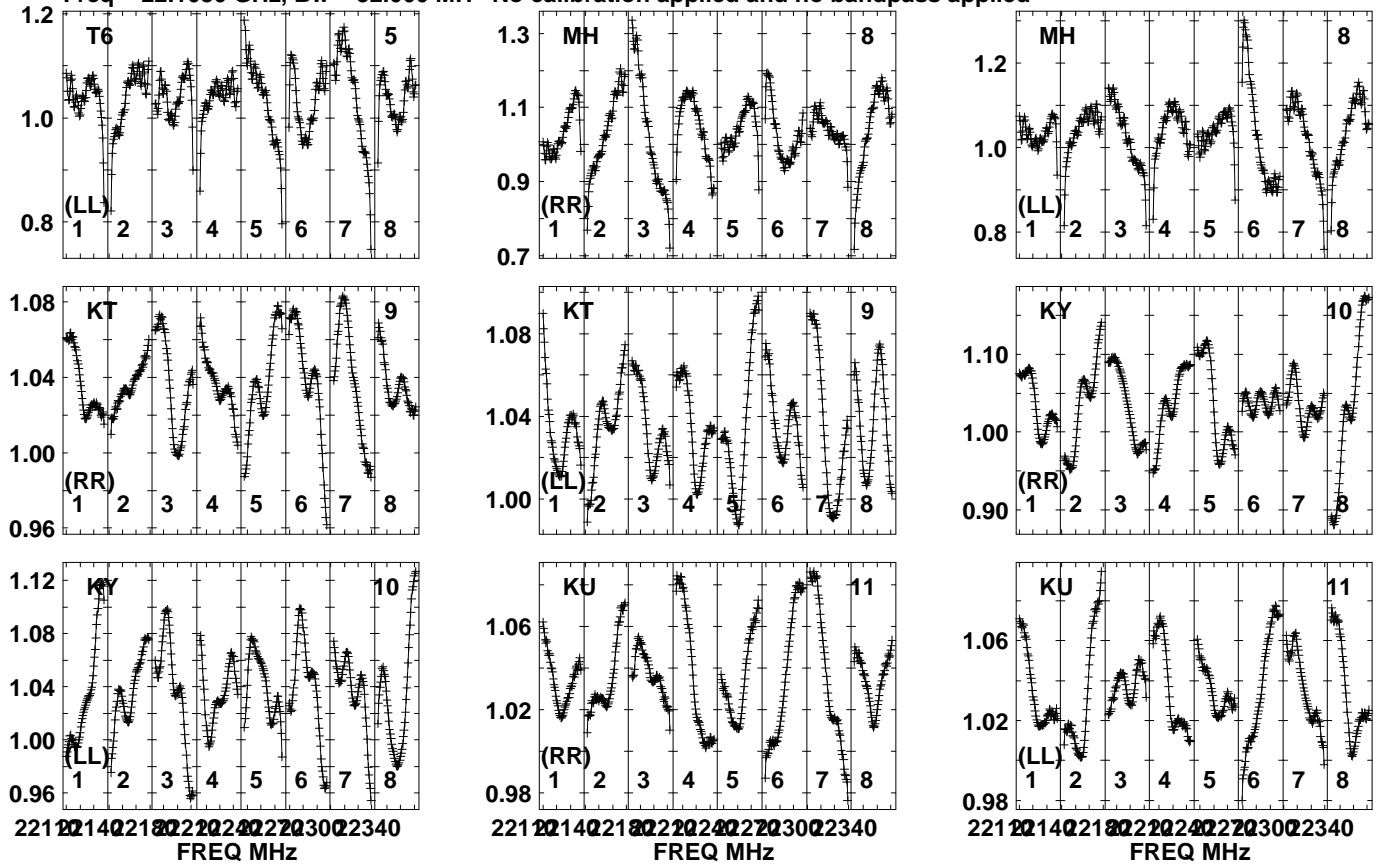 No calibration applied and no bandpass applied
1.2 T6 5
1.0
0.8
(LL)
1 2 3 4 5 6 7 8
1.3 MH 8
1.1
0.9
0.7
(RR)
1 2 3 4 5 6 7 8
1.2 MH 8
1.0
0.8
(LL)
1 2 3 4 5 6 7 8
1.08 KT 9
1.04
1.00
0.96
(RR)
1 2 3 4 5 6 7 8
1.08 KT 9
1.04
1.00
(LL)
1 2 3 4 5 6 7 8
1.10 KY 10
1.00
0.90
(RR)
1 2 3 4 5 6 7 8
1.12 KY 10
1.08
1.04
1.00
0.96
(LL)
1 2 3 4 5 6 7 8
1.06 KU 11
1.02
0.98
(RR)
1 2 3 4 5 6 7 8
1.06 KU 11
1.02
0.98
(LL)
1 2 3 4 5 6 7 8
22340
FREQ MHz
22340
FREQ MHz
22340
FREQ MHz